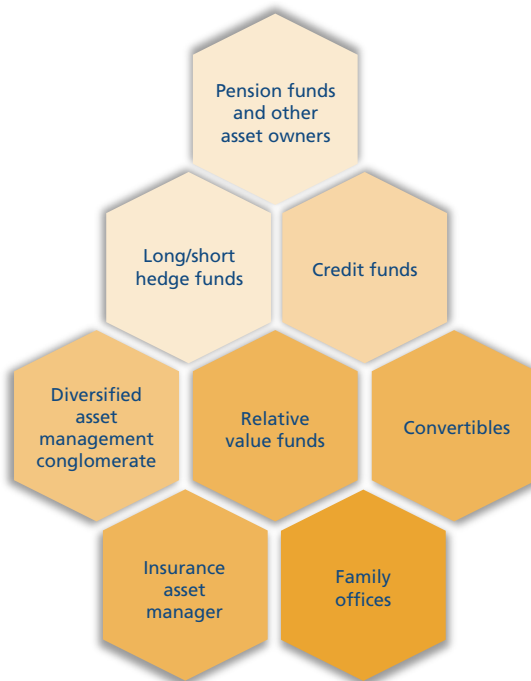 Pension funds
and other
asset owners
Long/short
hedge funds
Credit funds
Diversified
asset
management
conglomerate
Relative
value funds
Convertibles
Insurance
asset
manager
Family
offices